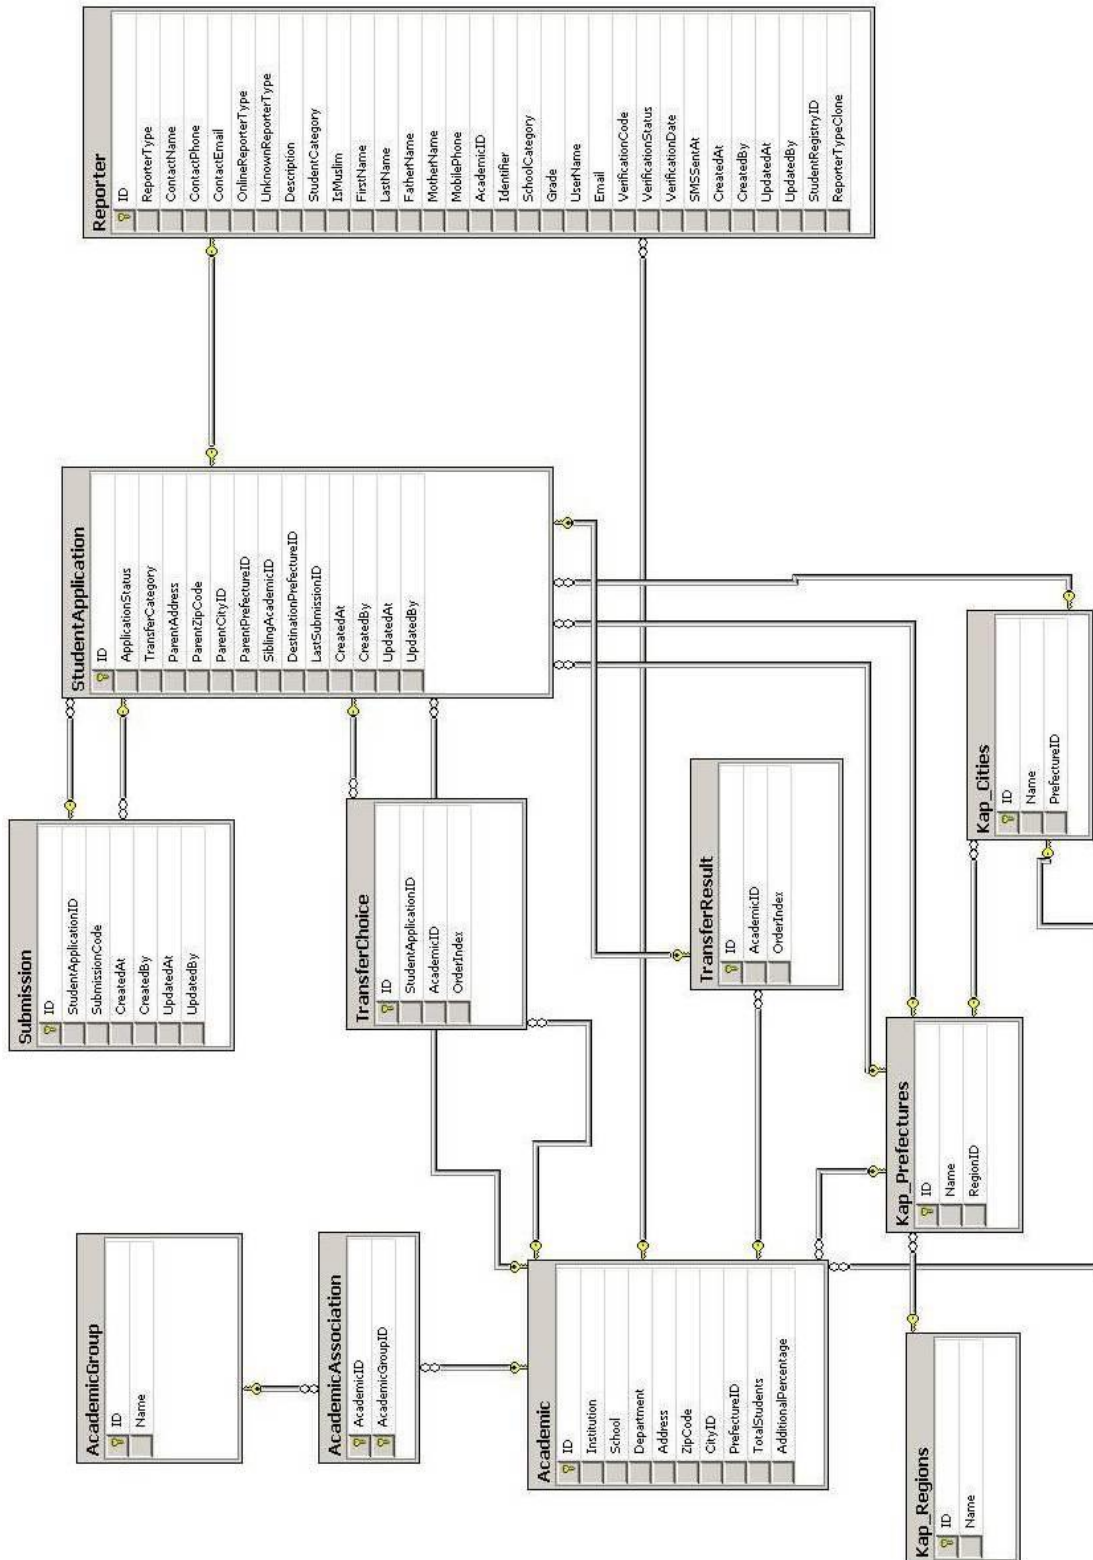 AcademicGroup
ID
Name
AcademicAssociation
AcademicID
AcademicGroupID
Academic
ID
Institution
School
Department
Address
ZipCode
CityID
PrefectureID
TotalStudents
AdditionalPercentage
Kap_Regions
ID
Name
Submission
ID
StudentApplicationID
SubmissionCode
CreatedAt
CreatedBy
UpdatedAt
UpdatedBy
TransferChoice
ID
StudentApplicationID
AcademicID
OrderIndex
TransferResult
ID
AcademicID
OrderIndex
Kap_Prefectures
ID
Name
RegionID
Kap_Cities
ID
Name
PrefectureID
StudentApplication
ID
ApplicationStatus
TransferCategory
ParentAddress
ParentZipCode
ParentCityID
ParentPrefectureID
SiblingAcademicID
DestinationPrefectureID
LastSubmissionID
CreatedAt
CreatedBy
UpdatedAt
UpdatedBy
Reporter
ID
ReporterType
ContactName
ContactPhone
ContactEmail
OnlineReporterType
UnknownReporterType
Description
StudentCategory
IsMuslim
FirstName
LastName
FatherName
MotherName
MobilePhone
AcademicID
Identifier
SchoolCategory
Grade
UserName
Email
VerificationCode
VerificationStatus
VerificationDate
SMSSentAt
CreatedAt
CreatedBy
UpdatedAt
UpdatedBy
StudentRegistryID
ReporterTypeClone